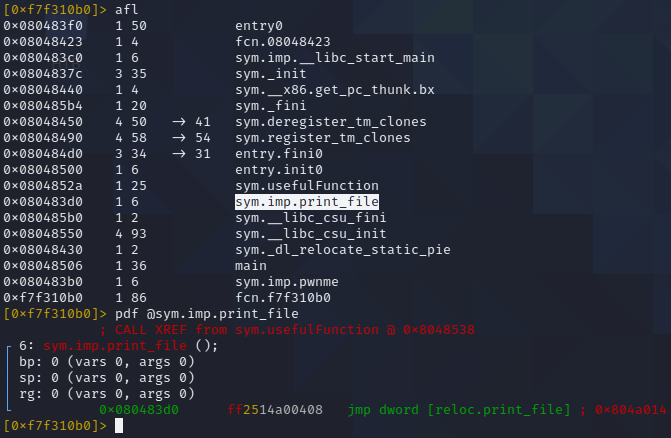 [0×f7f310b0]> afl
0×080483f0    1 50           entry0
0×08048423    1 4            fcn.08048423
0×080483c0    1 6            sym.imp.__libc_start_main
0×0804837c    3 35           sym._init
0×08048440    1 4            sym.__x86.get_pc_thunk.bx
0×080485b4    1 20           sym._fini
0×08048450    4 50   → 41    sym.deregister_tm_clones
0×08048490    4 58   → 54    sym.register_tm_clones
0×080484d0    3 34   → 31    entry.fini0
0×08048500    1 6            entry.init0
0×0804852a    1 25           sym.usefulFunction
0×080483d0    1 6            sym.imp.print_file
0×080485b0    1 2            sym.__libc_csu_fini
0×08048550    4 93           sym.__libc_csu_init
0×08048430    1 2            sym._dl_relocate_static_pie
0×08048506    1 36           main
0×080483b0    1 6            sym.imp.pwnme
0×f7f310b0    1 86           fcn.f7f310b0
[0×f7f310b0]> pdf @sym.imp.print_file
; CALL XREF from sym.usefulFunction @ 0×8048538
6: sym.imp.print_file ();
bp: 0 (vars 0, args 0)
sp: 0 (vars 0, args 0)
rg: 0 (vars 0, args 0)
0×080483d0      ff2514a00408   jmp dword [reloc.print_file] ; 0×804a014
[0×f7f310b0]>